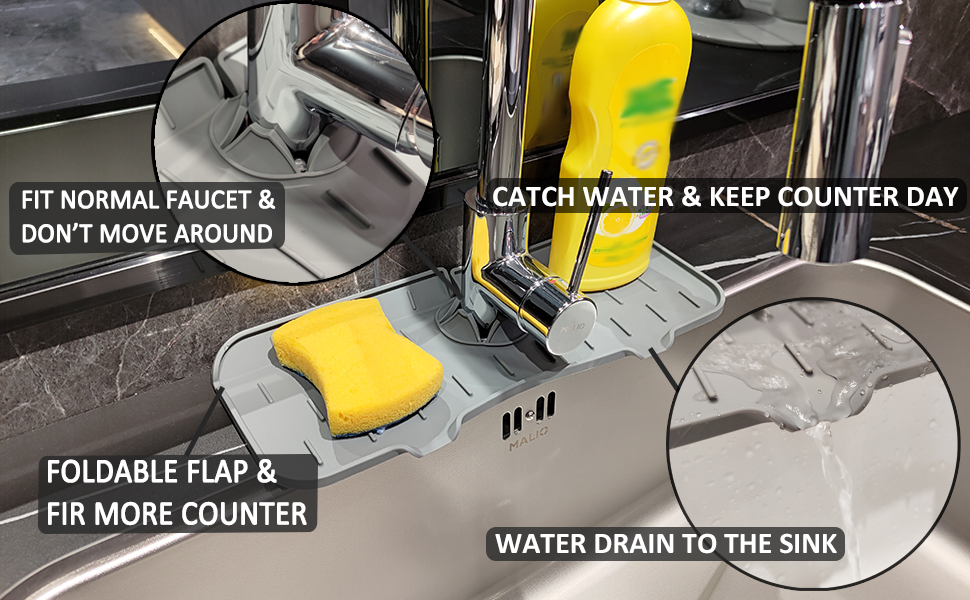 FIT NORMAL FAUCET &
DON'T MOVE AROUND
CATCH WATER & KEEP COUNTER DAY
MALIO
FOLDABLE FLAP &
FIR MORE COUNTER
WATER DRAIN TO THE SINK